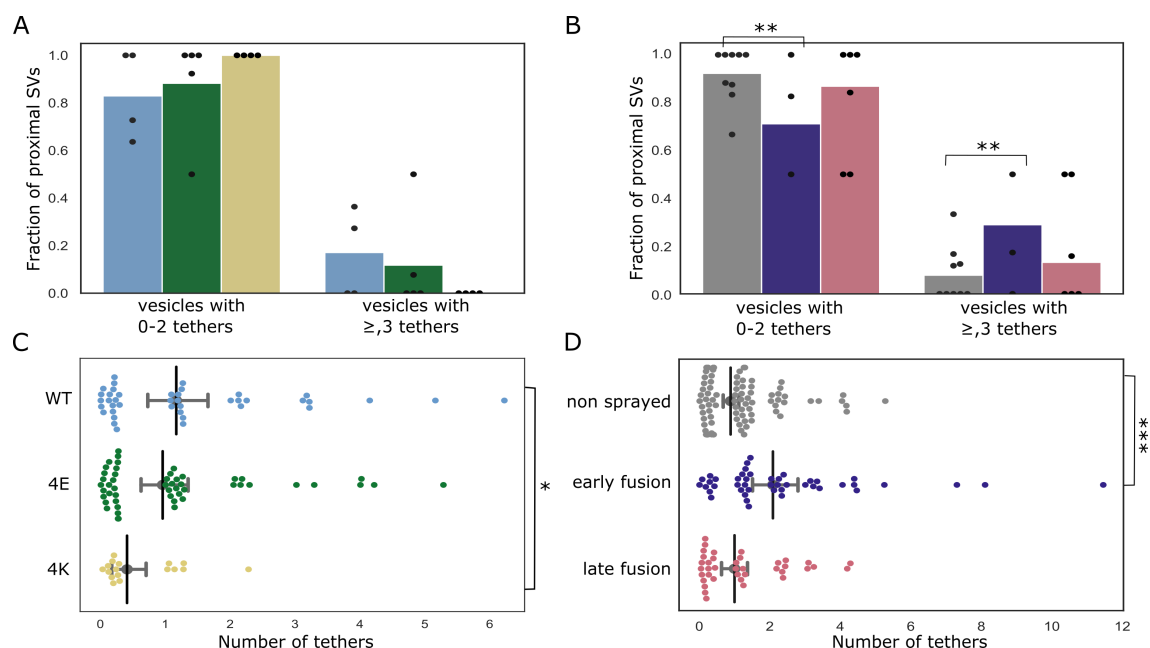 A
Fraction of proximal SVs
1.0
0.8
0.6
0.4
0.2
0.0
vesicles with
0-2 tethers
vesicles with
≥,3 tethers
B
Fraction of proximal SVs
1.0
0.8
0.6
0.4
0.2
0.0
**
**
vesicles with
0-2 tethers
vesicles with
≥,3 tethers
C
WT
4E
4K
*
0 1 2 3 4 5 6
Number of tethers
D
non sprayed
early fusion
late fusion
***
0 2 4 6 8 10 12
Number of tethers